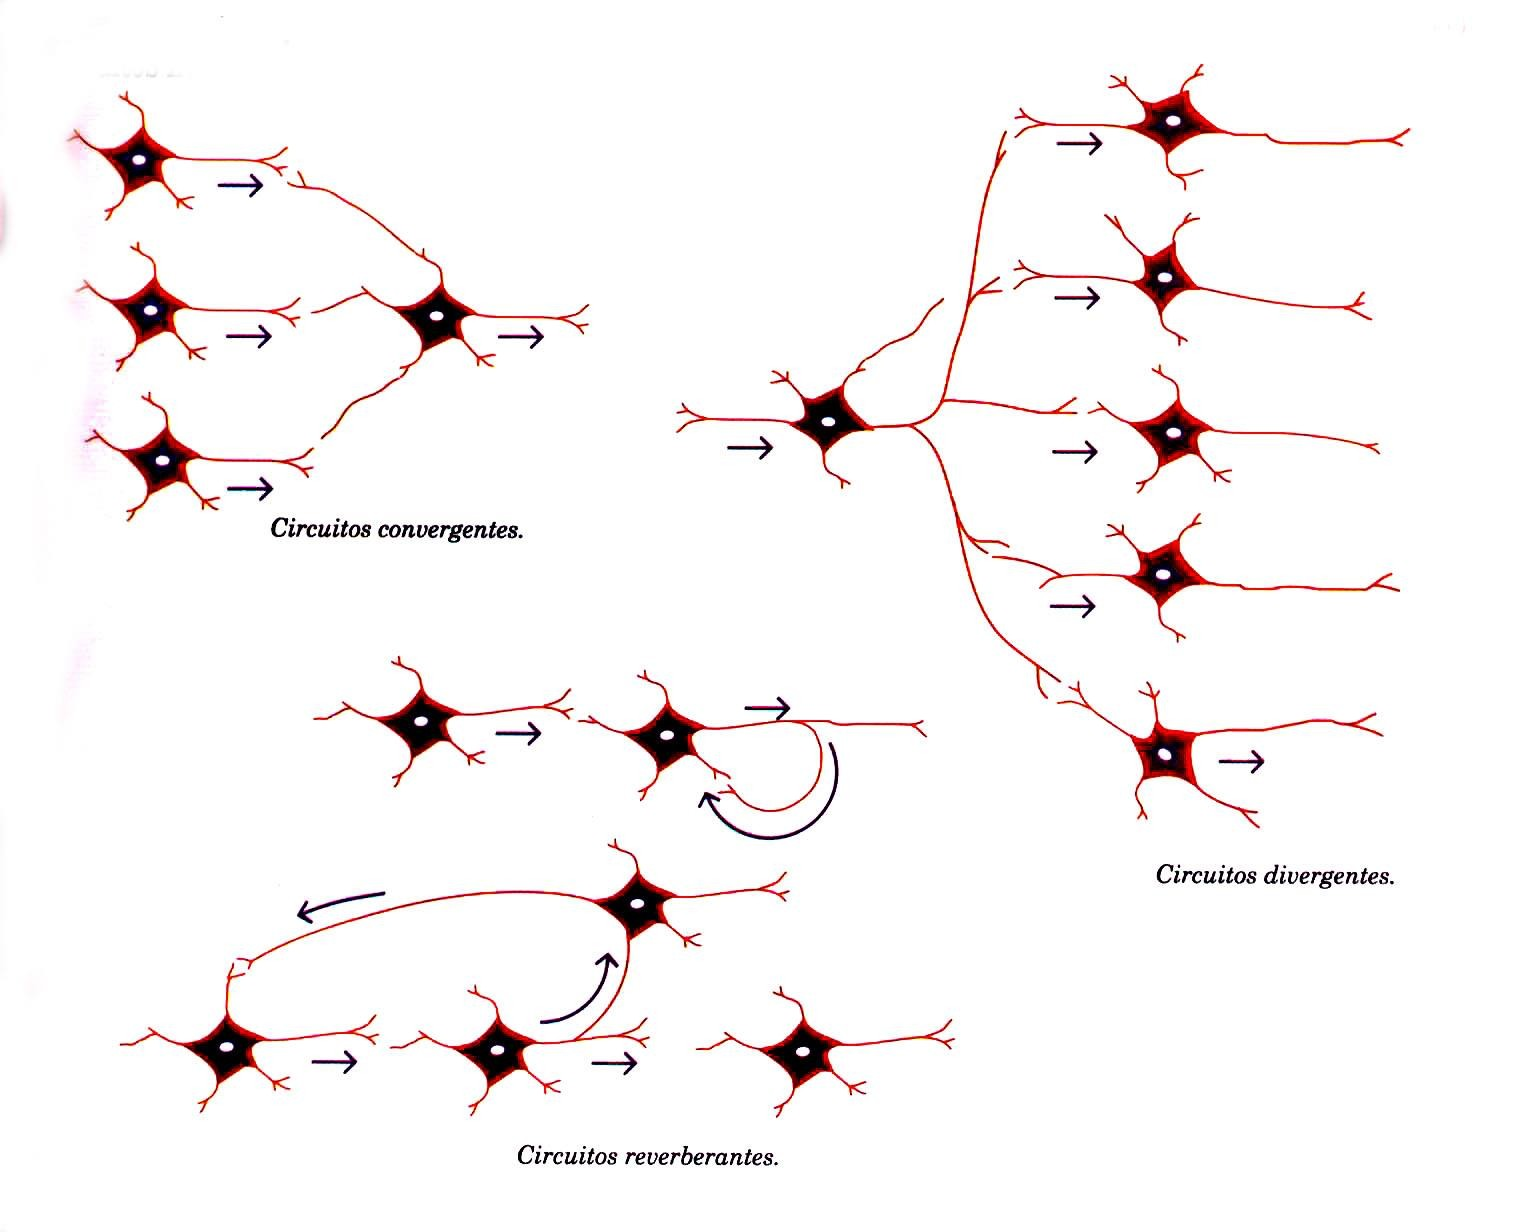 Circuitos convergentes.
Circuitos divergentes.
Circuitos reverberantes.